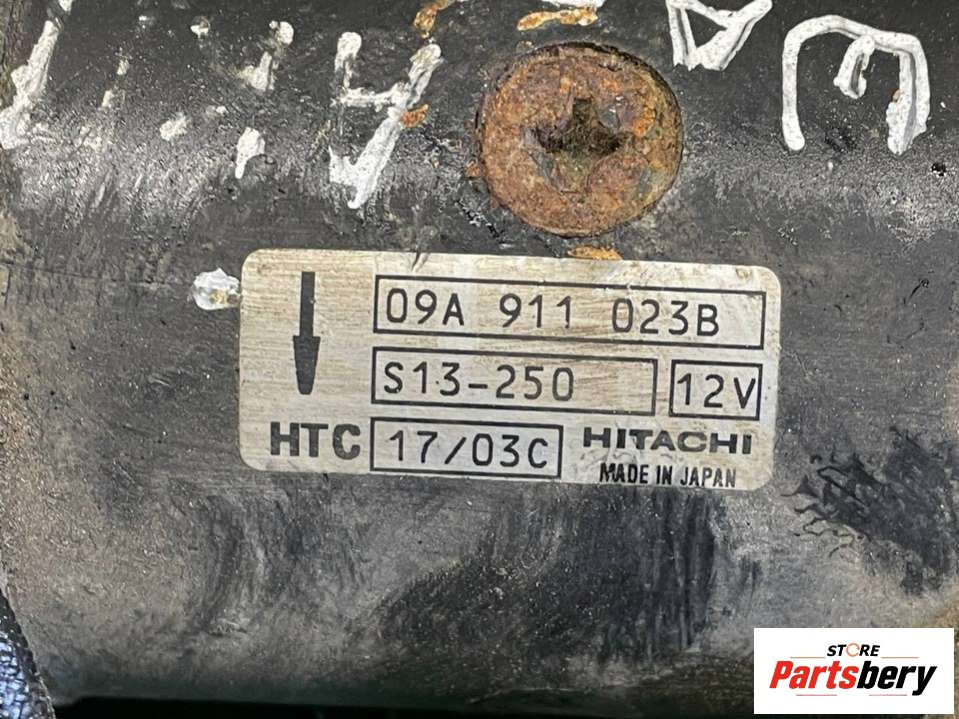 09A 911 023B
S13-250 12V
HTC 17/03C HITACHI
MADE IN JAPAN
STORE
Partsbery